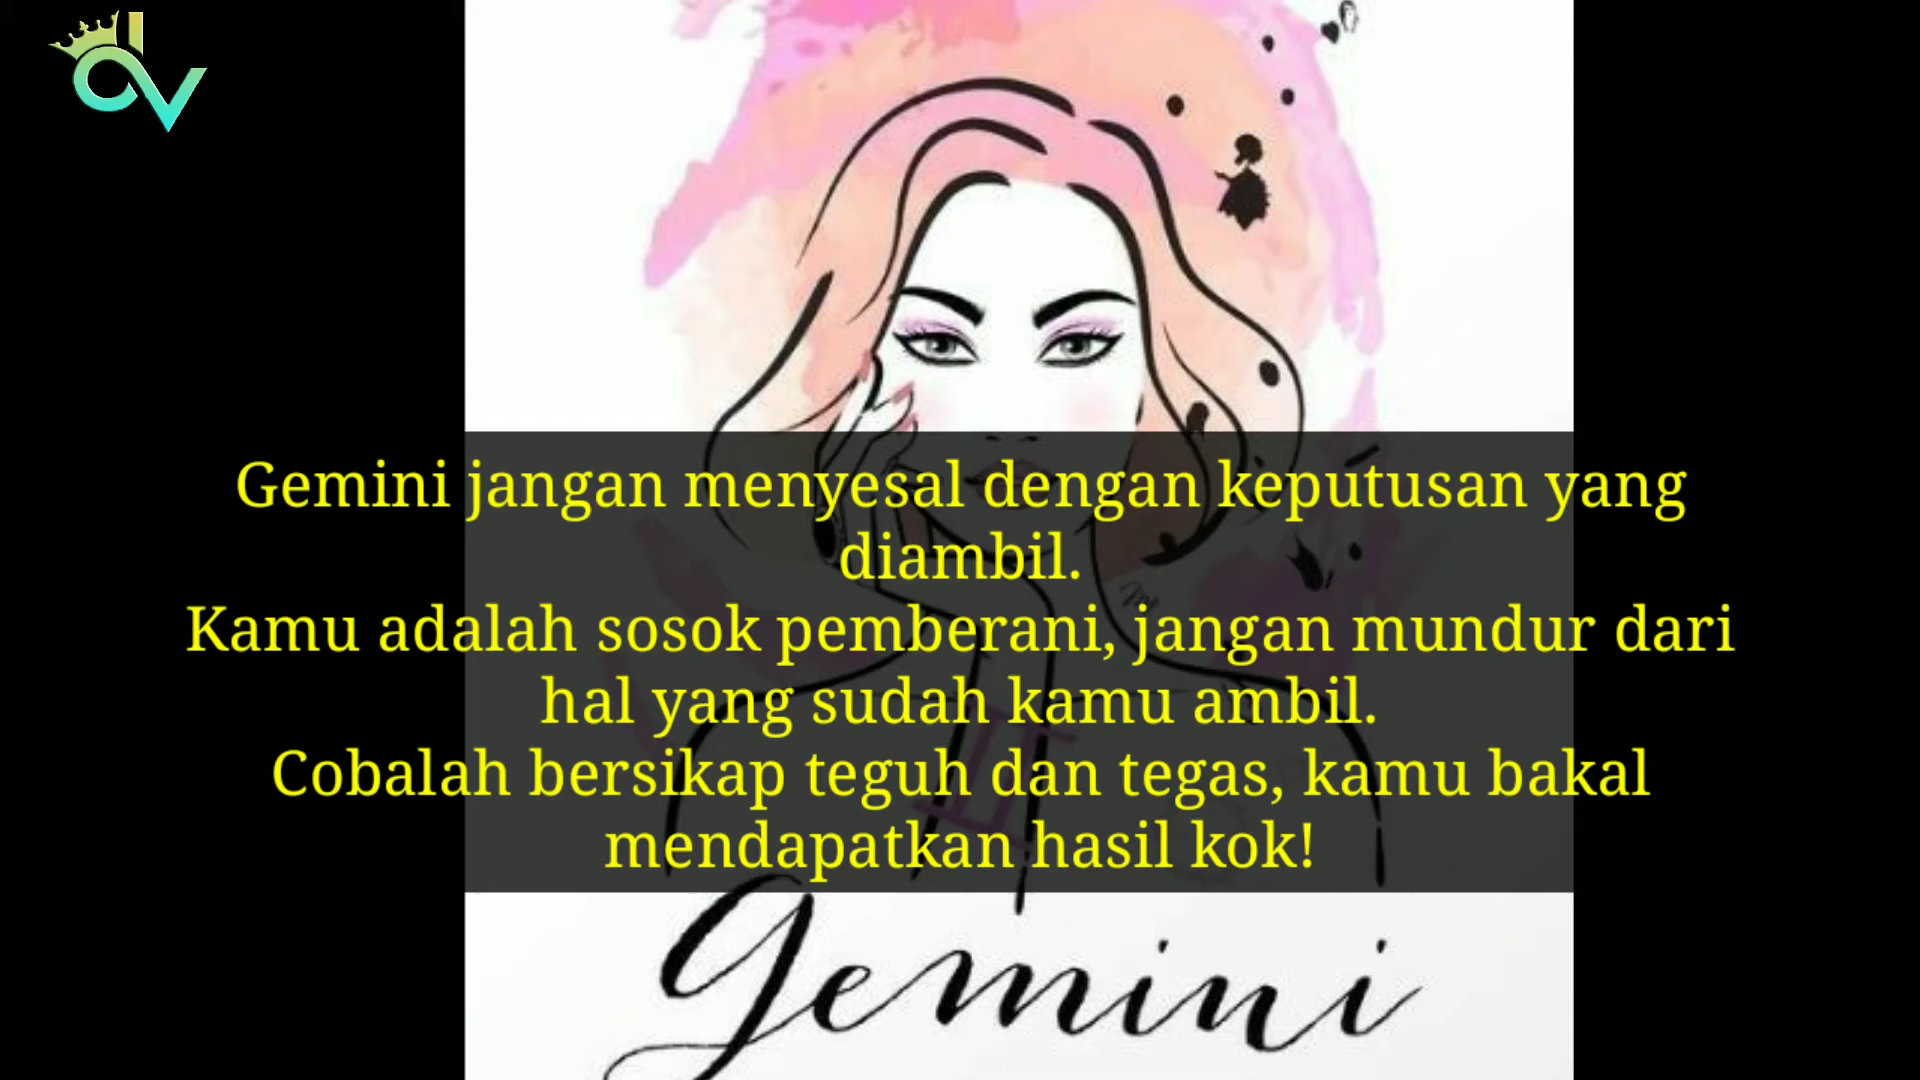 Gemini jangan menyesal dengan keputusan yang
diambil.
Kamu adalah sosok pemberani, jangan mundur dari
hal yang sudah kamu ambil.
Cobalah bersikap teguh dan tegas, kamu bakal
mendapatkan hasil kok!
gemini